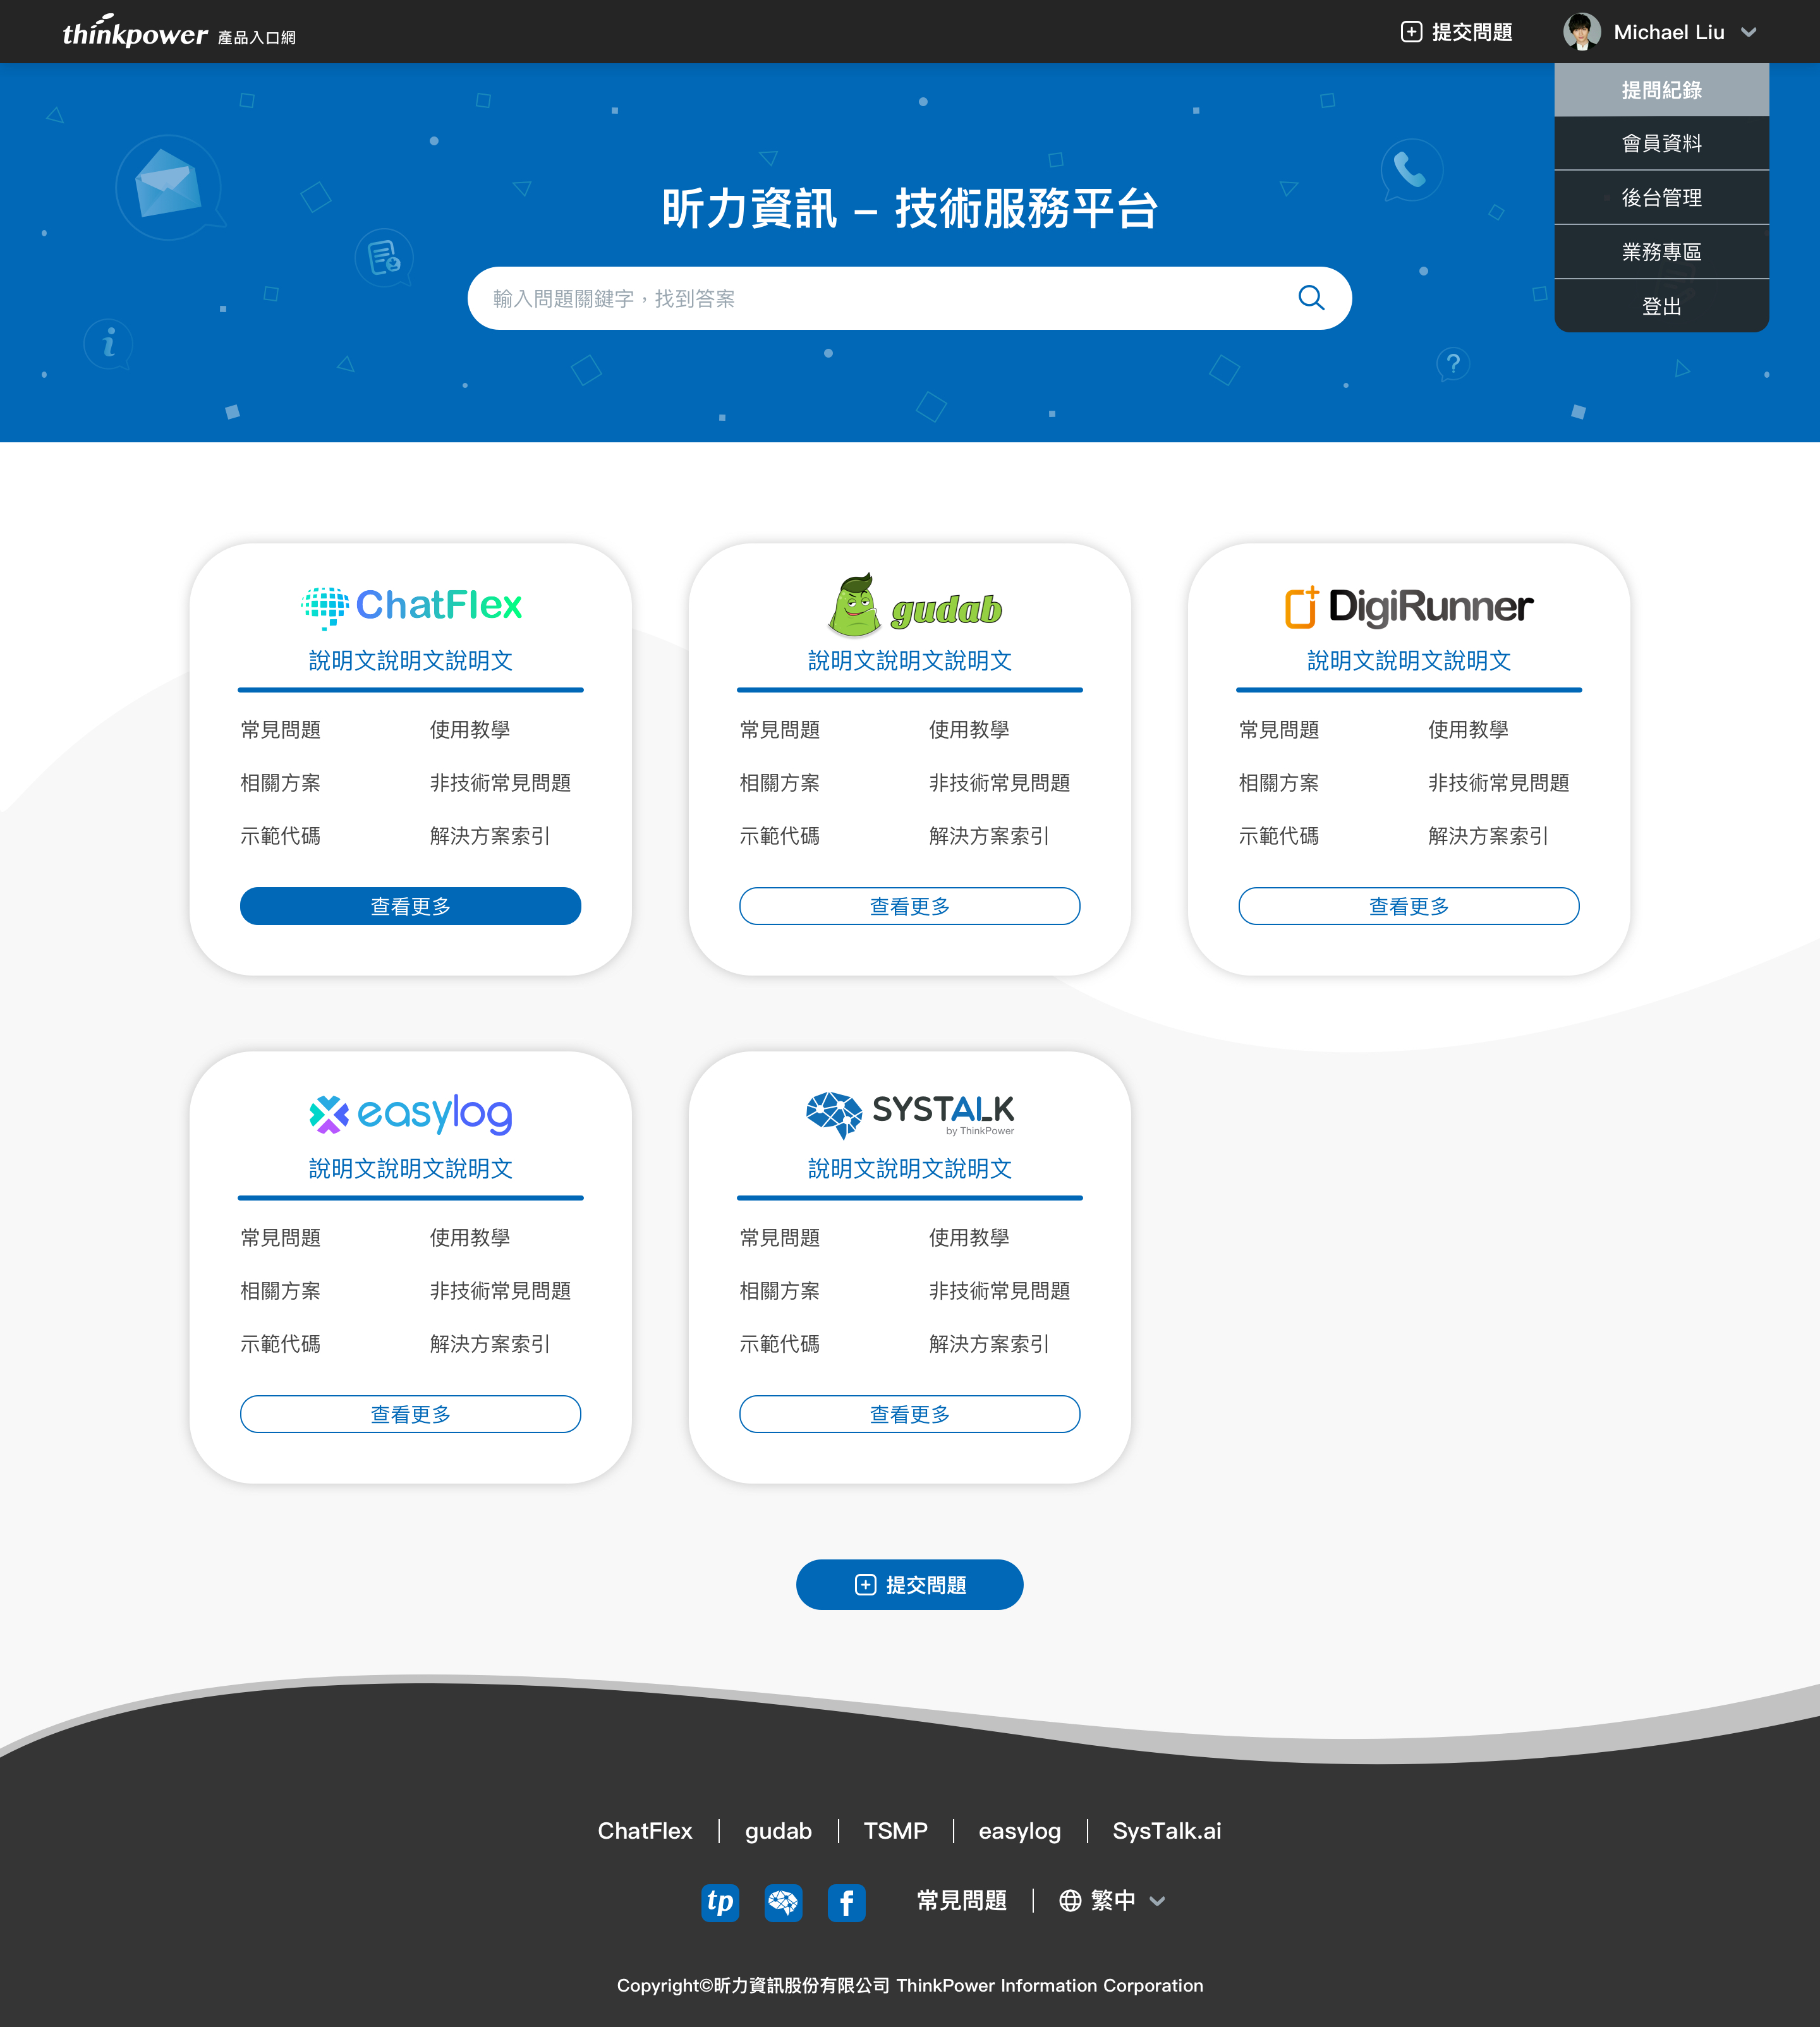 thinkpower 產品入口網
提交問題
Michael Liu
提問紀錄
會員資料
後台管理
業務專區
登出
昕力資訊 – 技術服務平台
輸入問題關鍵字，找到答案
ChatFlex
說明文說明文說明文
常見問題 使用教學
相關方案 非技術常見問題
示範代碼 解決方案索引
查看更多
gudab
說明文說明文說明文
常見問題 使用教學
相關方案 非技術常見問題
示範代碼 解決方案索引
查看更多
DigiRunner
說明文說明文說明文
常見問題 使用教學
相關方案 非技術常見問題
示範代碼 解決方案索引
查看更多
easylog
說明文說明文說明文
常見問題 使用教學
相關方案 非技術常見問題
示範代碼 解決方案索引
查看更多
SYSTALK
by ThinkPower
說明文說明文說明文
常見問題 使用教學
相關方案 非技術常見問題
示範代碼 解決方案索引
查看更多
提交問題
ChatFlex | gudab | TSMP | easylog | SysTalk.ai
tp f 常見問題 | 繁中
Copyright©昕力資訊股份有限公司 ThinkPower Information Corporation